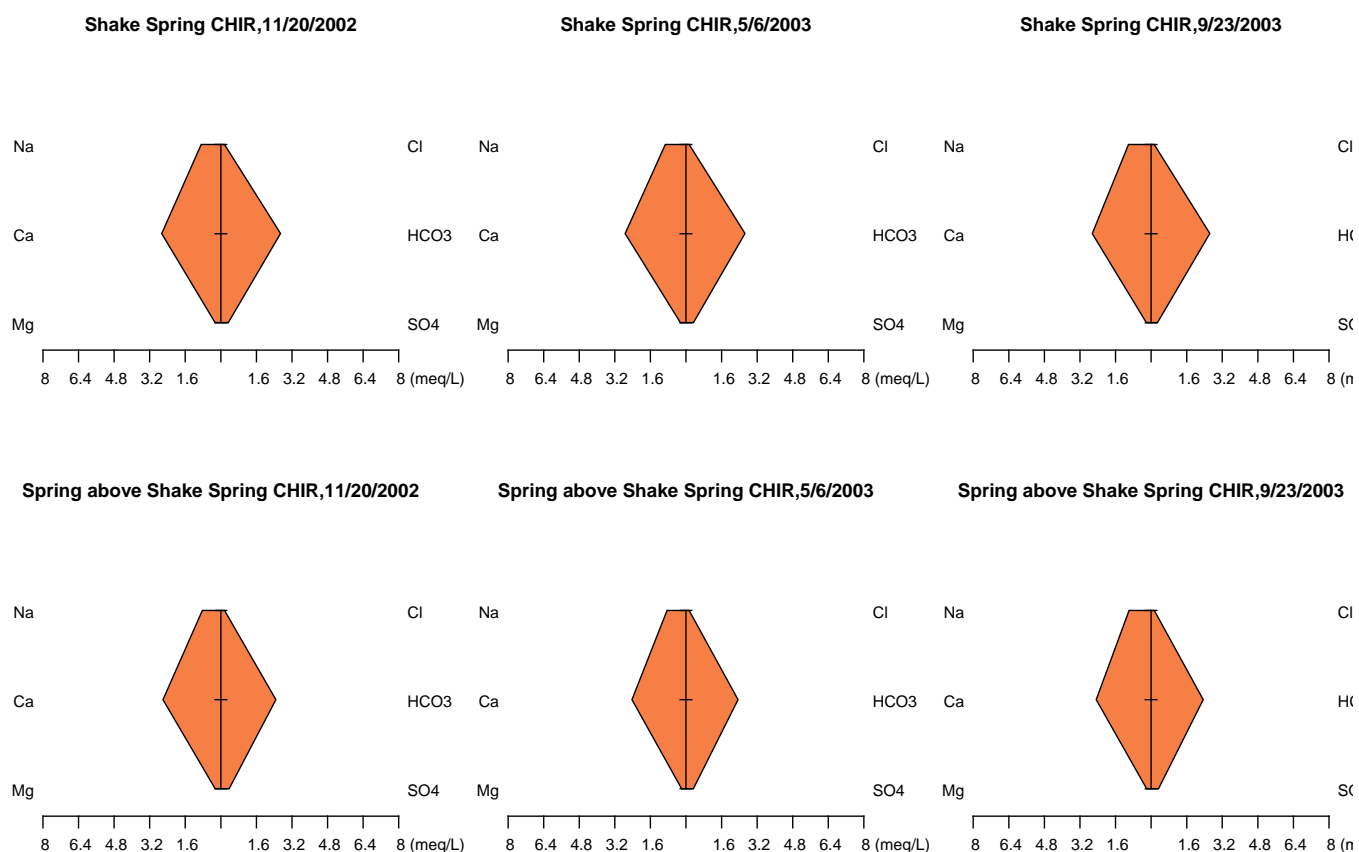 Shake Spring CHIR,11/20/2002
Na Cl
Ca HCO3
Mg SO4
8 6.4 4.8 3.2 1.6 1.6 3.2 4.8 6.4 8 (meq/L)
Shake Spring CHIR,5/6/2003
Na Cl
Ca HCO3
Mg SO4
8 6.4 4.8 3.2 1.6 1.6 3.2 4.8 6.4 8 (meq/L)
Shake Spring CHIR,9/23/2003
Na Cl
Ca
Mg
8 6.4 4.8 3.2 1.6 1.6 3.2 4.8 6.4 8
Spring above Shake Spring CHIR,11/20/2002
Na Cl
Ca HCO3
Mg SO4
8 6.4 4.8 3.2 1.6 1.6 3.2 4.8 6.4 8 (meq/L)
Spring above Shake Spring CHIR,5/6/2003
Na Cl
Ca HCO3
Mg SO4
8 6.4 4.8 3.2 1.6 1.6 3.2 4.8 6.4 8 (meq/L)
Spring above Shake Spring CHIR,9/23/2003
Na Cl
Ca
Mg
8 6.4 4.8 3.2 1.6 1.6 3.2 4.8 6.4 8